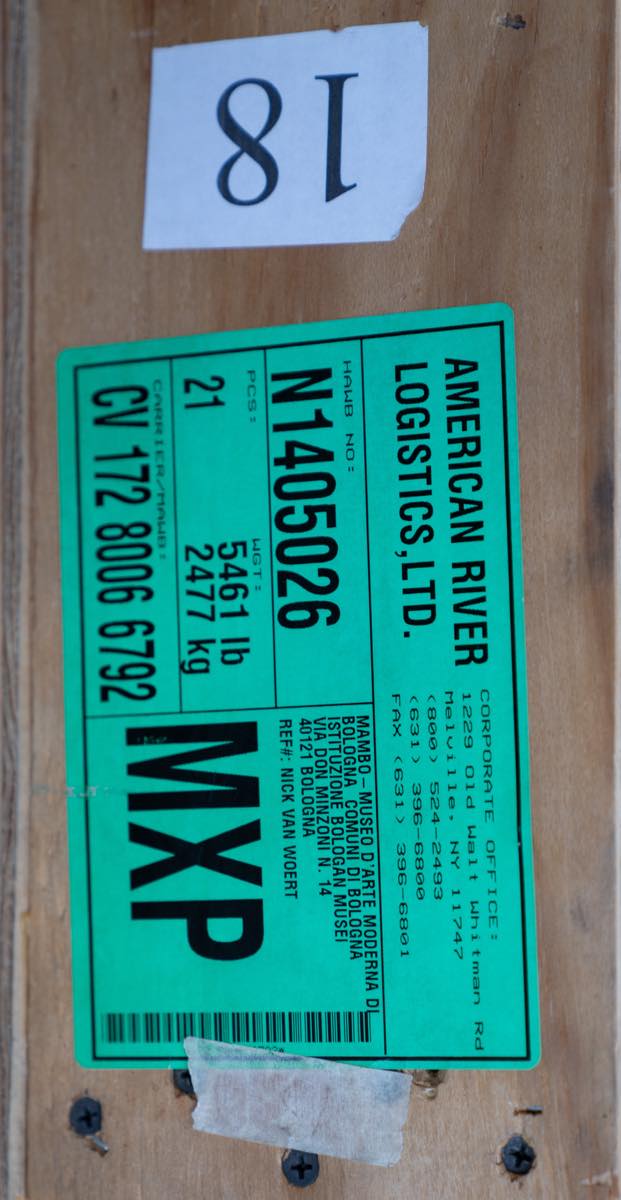 18
AMERICAN RIVER
LOGISTICS,LTD.
CORPORATE OFFICE:
1229 Old Walt Whitman Rd
Melville, NY 11747
(800) 524-2493
(631) 396-6800
FAX (631) 396-6801
HAWB NO:
N1405026
PCS:
21
WGT:
5461 lb
2477 kg
CARRIER/MAWB:
CV 172 8006 6792
MAMBO-MUSEO D'ARTE MODERNA DI
BOLOGNA COMUNI DI BOLOGNA
ISTITUZIONE BOLOGAN MUSEI
VIA DON MINZONI N. 14
40121 BOLOGNA
REF#: NICK VAN WOERT
MXP